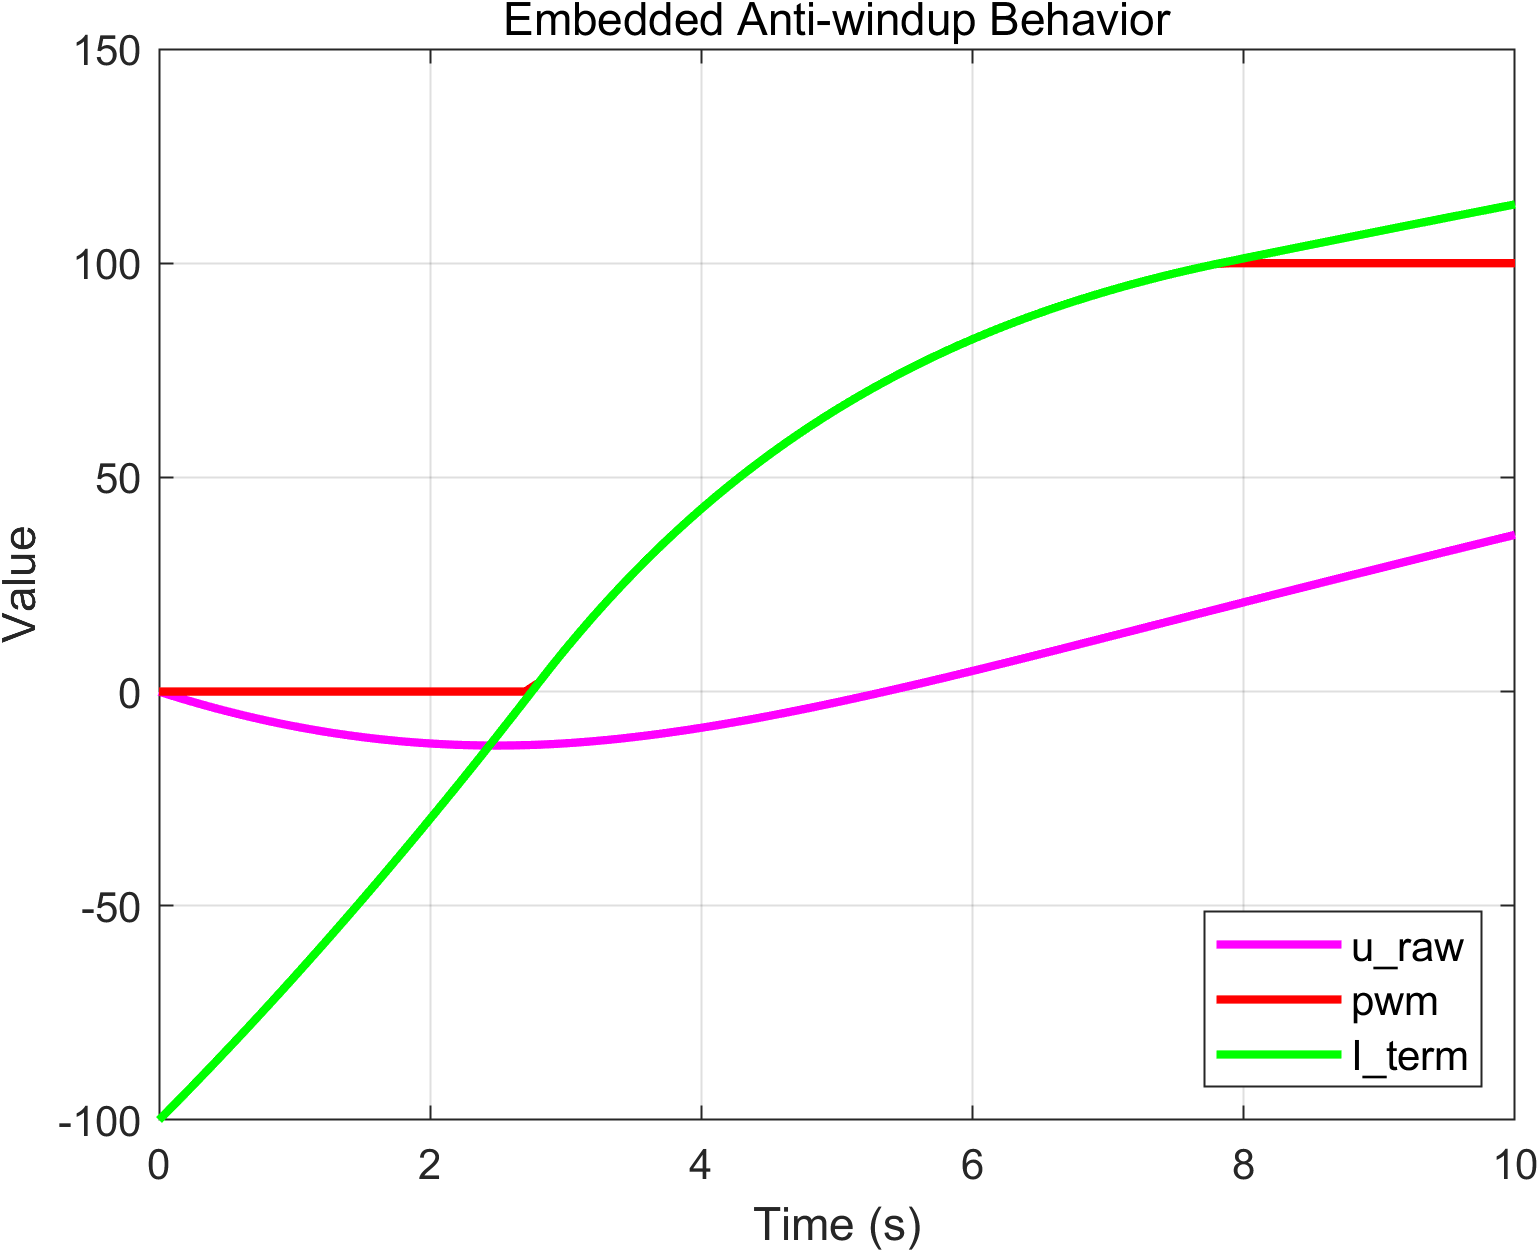 Embedded Anti-windup Behavior
150
100
50
0
-50
-100
Value
0 2 4 6 8 10
Time (s)
u_raw
pwm
I_term